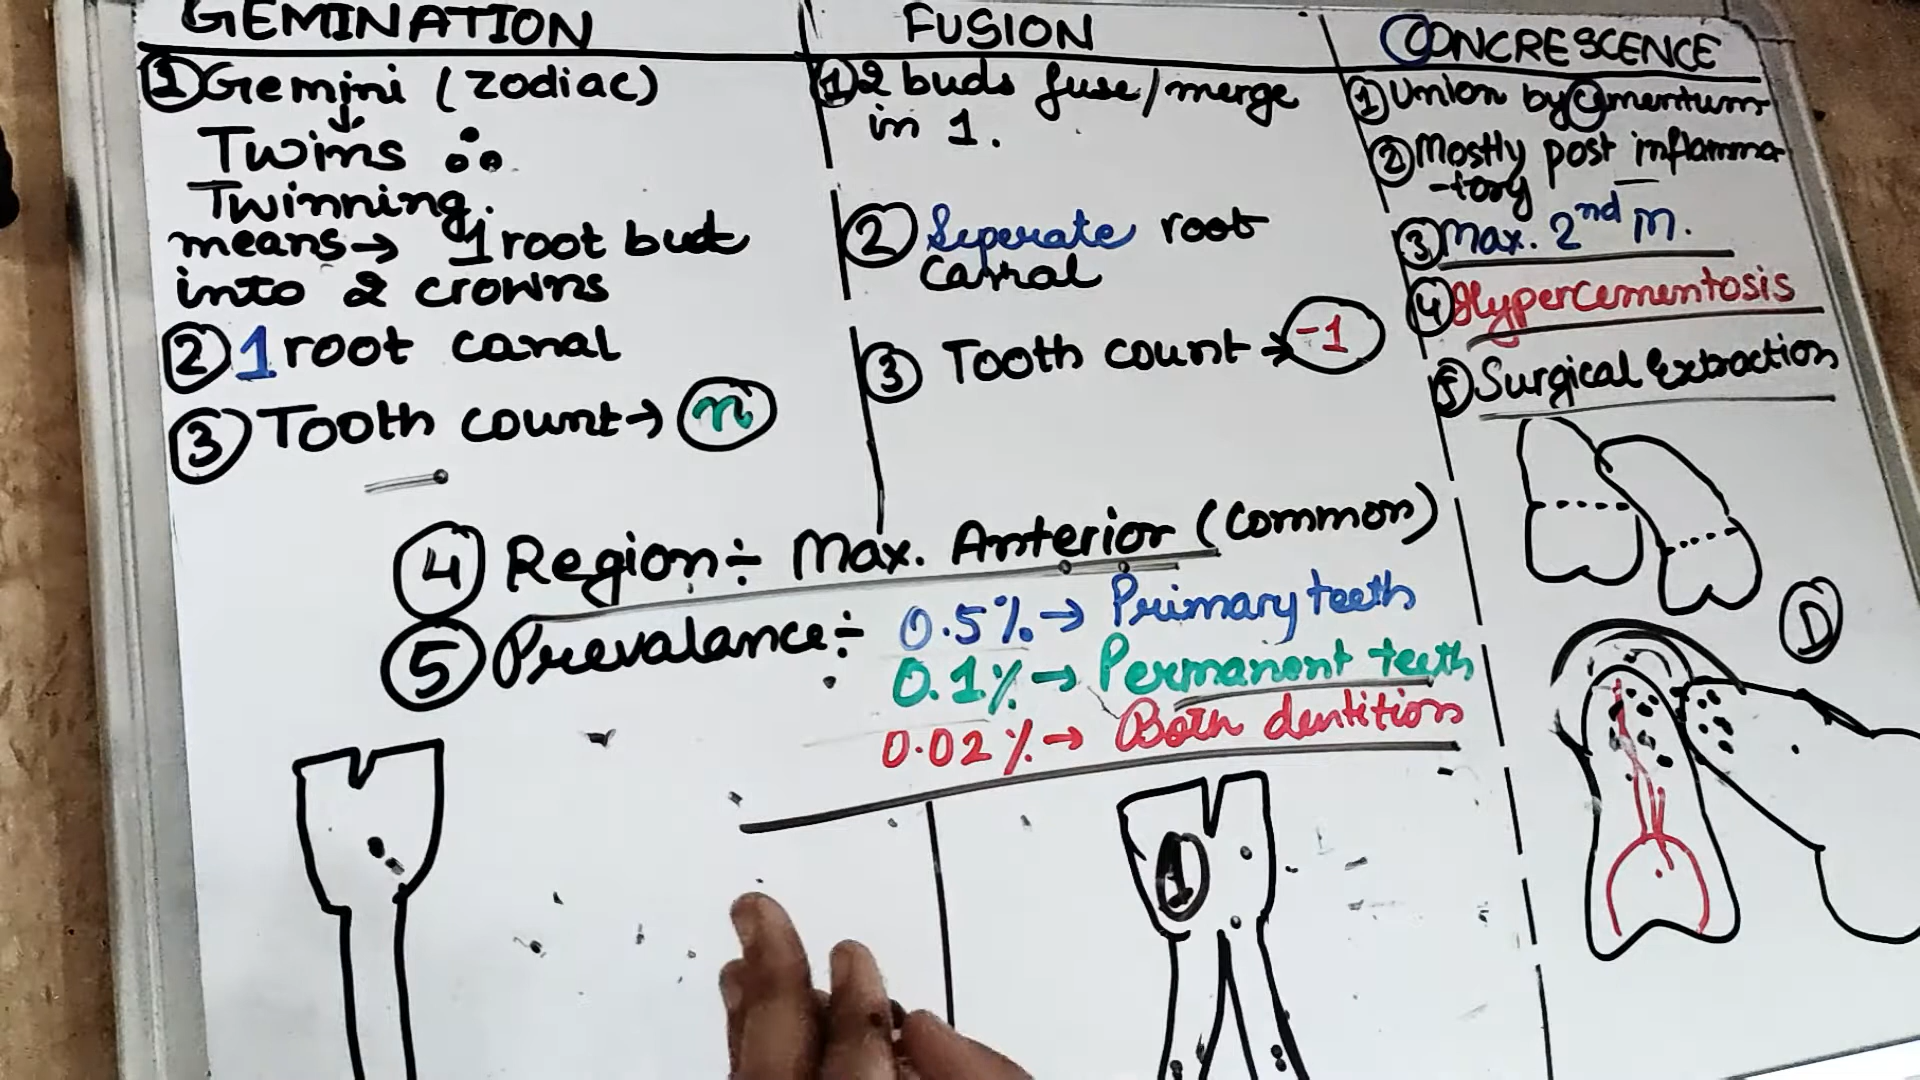 GEMINATION
① Gemini (Zodiac)
Twins ∴
Twinning
means→ 1 root bud
into 2 crowns
② 1 root canal
③ Tooth count→ n
FUSION
① 2 buds fuse/merge
in 1.
② Seperate root
canal
③ Tooth count → -1
CONCRESCENCE
① Union by Cementum
② Mostly post inflamma-
-tory
③ Max. 2nd M.
④ Hypercementosis
⑤ Surgical Extraction
④ Region÷ Max. Anterior (Common)
⑤ Prevalance÷ 0.5%→ Primary teeth
0.1%→ Permanent teeth
0.02%→ Both dentition
1
D